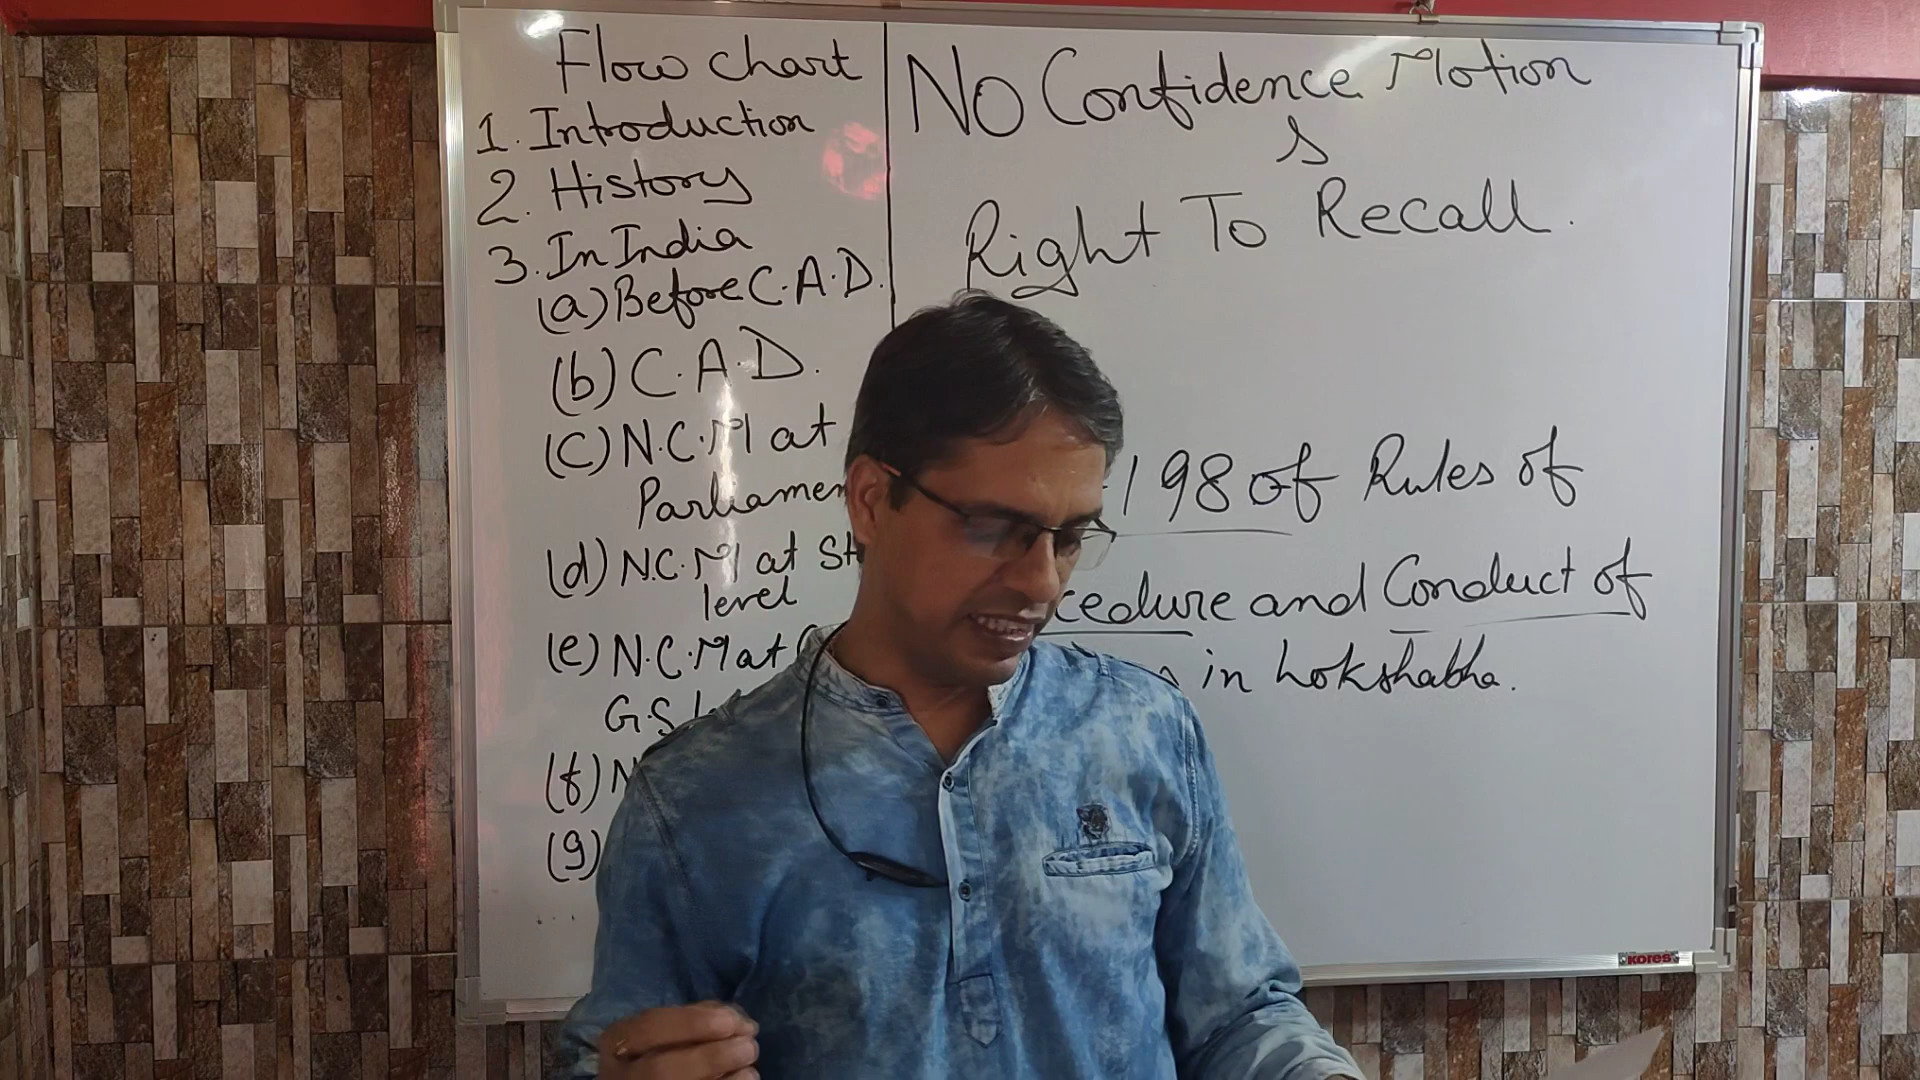 Flow chart
1. Introduction
2. History
3. In India
(a) Before C.A.D.
(b) C.A.D.
(c) N.C.M at
Parliamen
(d) N.C.M at St
level
(e) N.C.M at
G.S
(f) N
(g)
NO Confidence Motion
&
Right To Recall.
198 of Rules of
cedure and Conduct of
in Lokshabha.
KORES